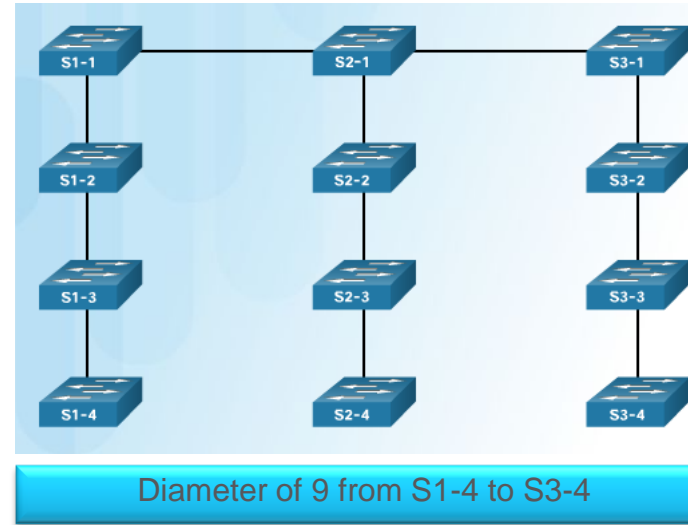 S1-1 S2-1 S3-1
S1-2 S2-2 S3-2
S1-3 S2-3 S3-3
S1-4 S2-4 S3-4
Diameter of 9 from S1-4 to S3-4